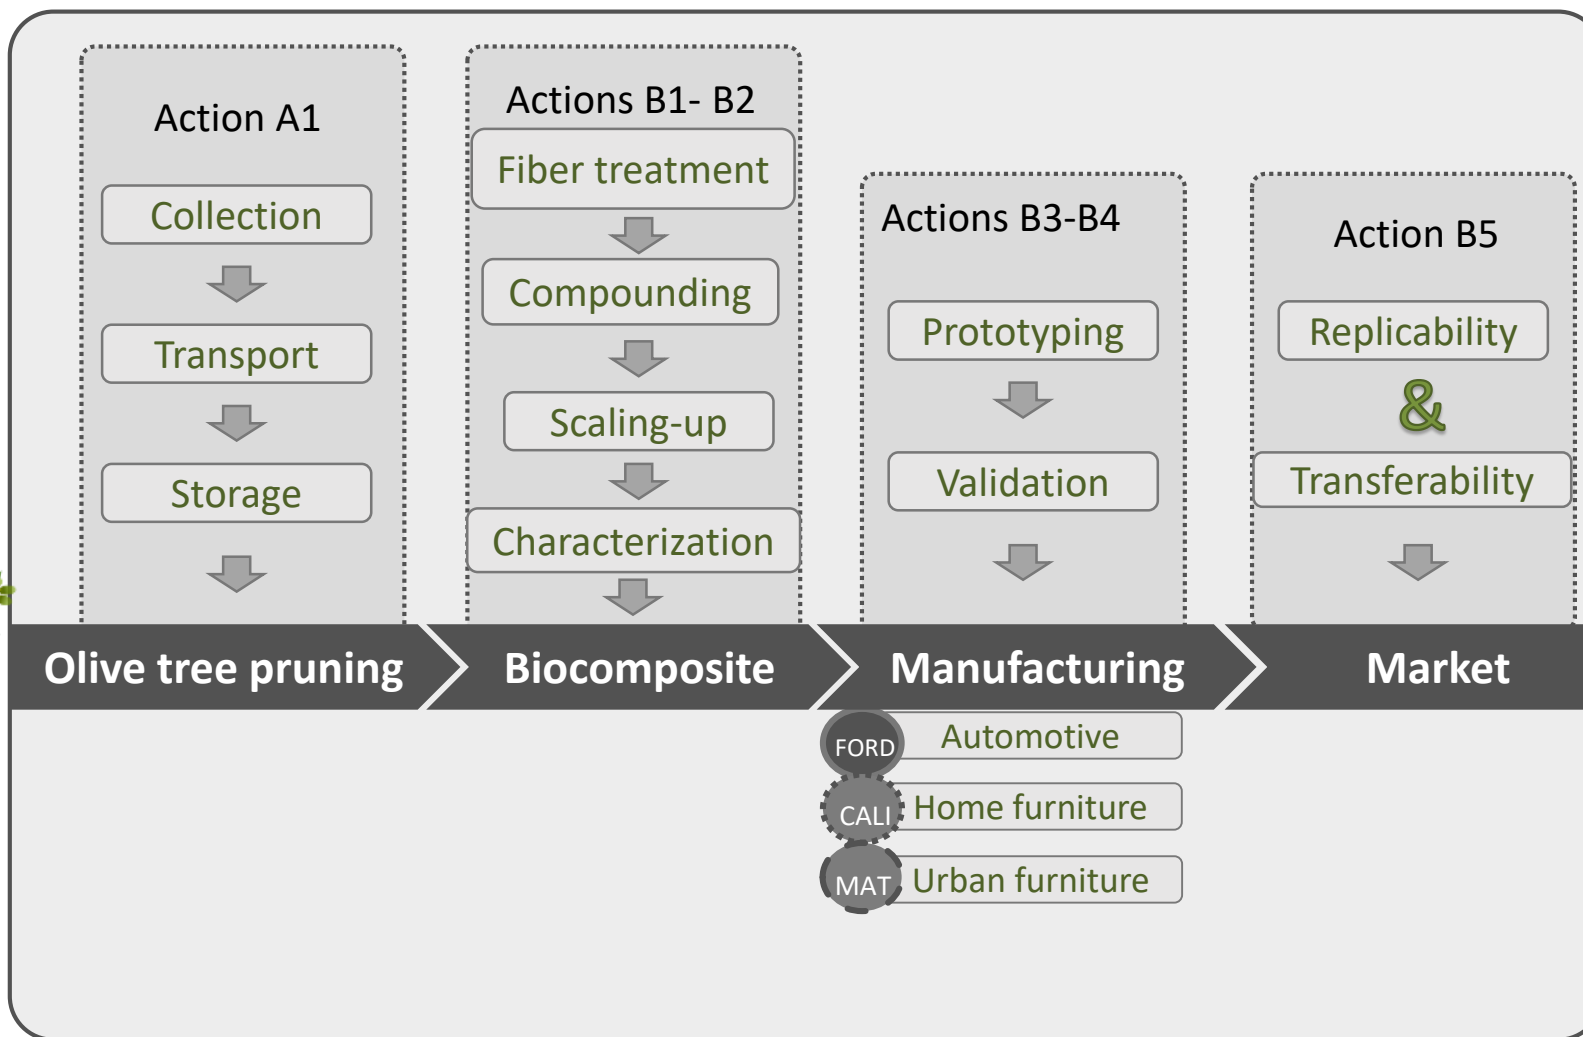 Action A1
Collection
Transport
Storage
Actions B1- B2
Fiber treatment
Compounding
Scaling-up
Characterization
Actions B3-B4
Prototyping
Validation
Action B5
Replicability
&
Transferability
Olive tree pruning
Biocomposite
Manufacturing
Market
FORD
Automotive
CALI
Home furniture
MAT
Urban furniture